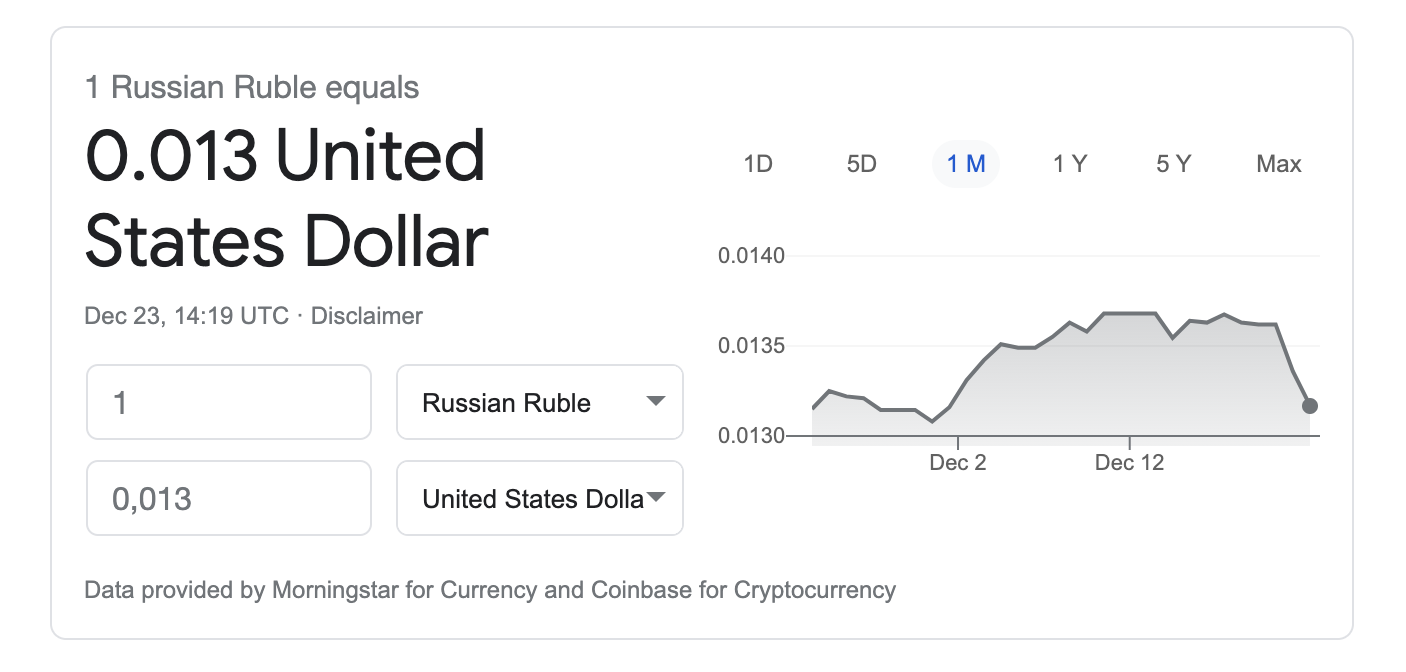 1 Russian Ruble equals
0.013 United
States Dollar
Dec 23, 14:19 UTC · Disclaimer
1
Russian Ruble
0,013
United States Dolla
1D 5D 1 M 1 Y 5 Y Max
0.0140
0.0135
0.0130
Dec 2 Dec 12
Data provided by Morningstar for Currency and Coinbase for Cryptocurrency